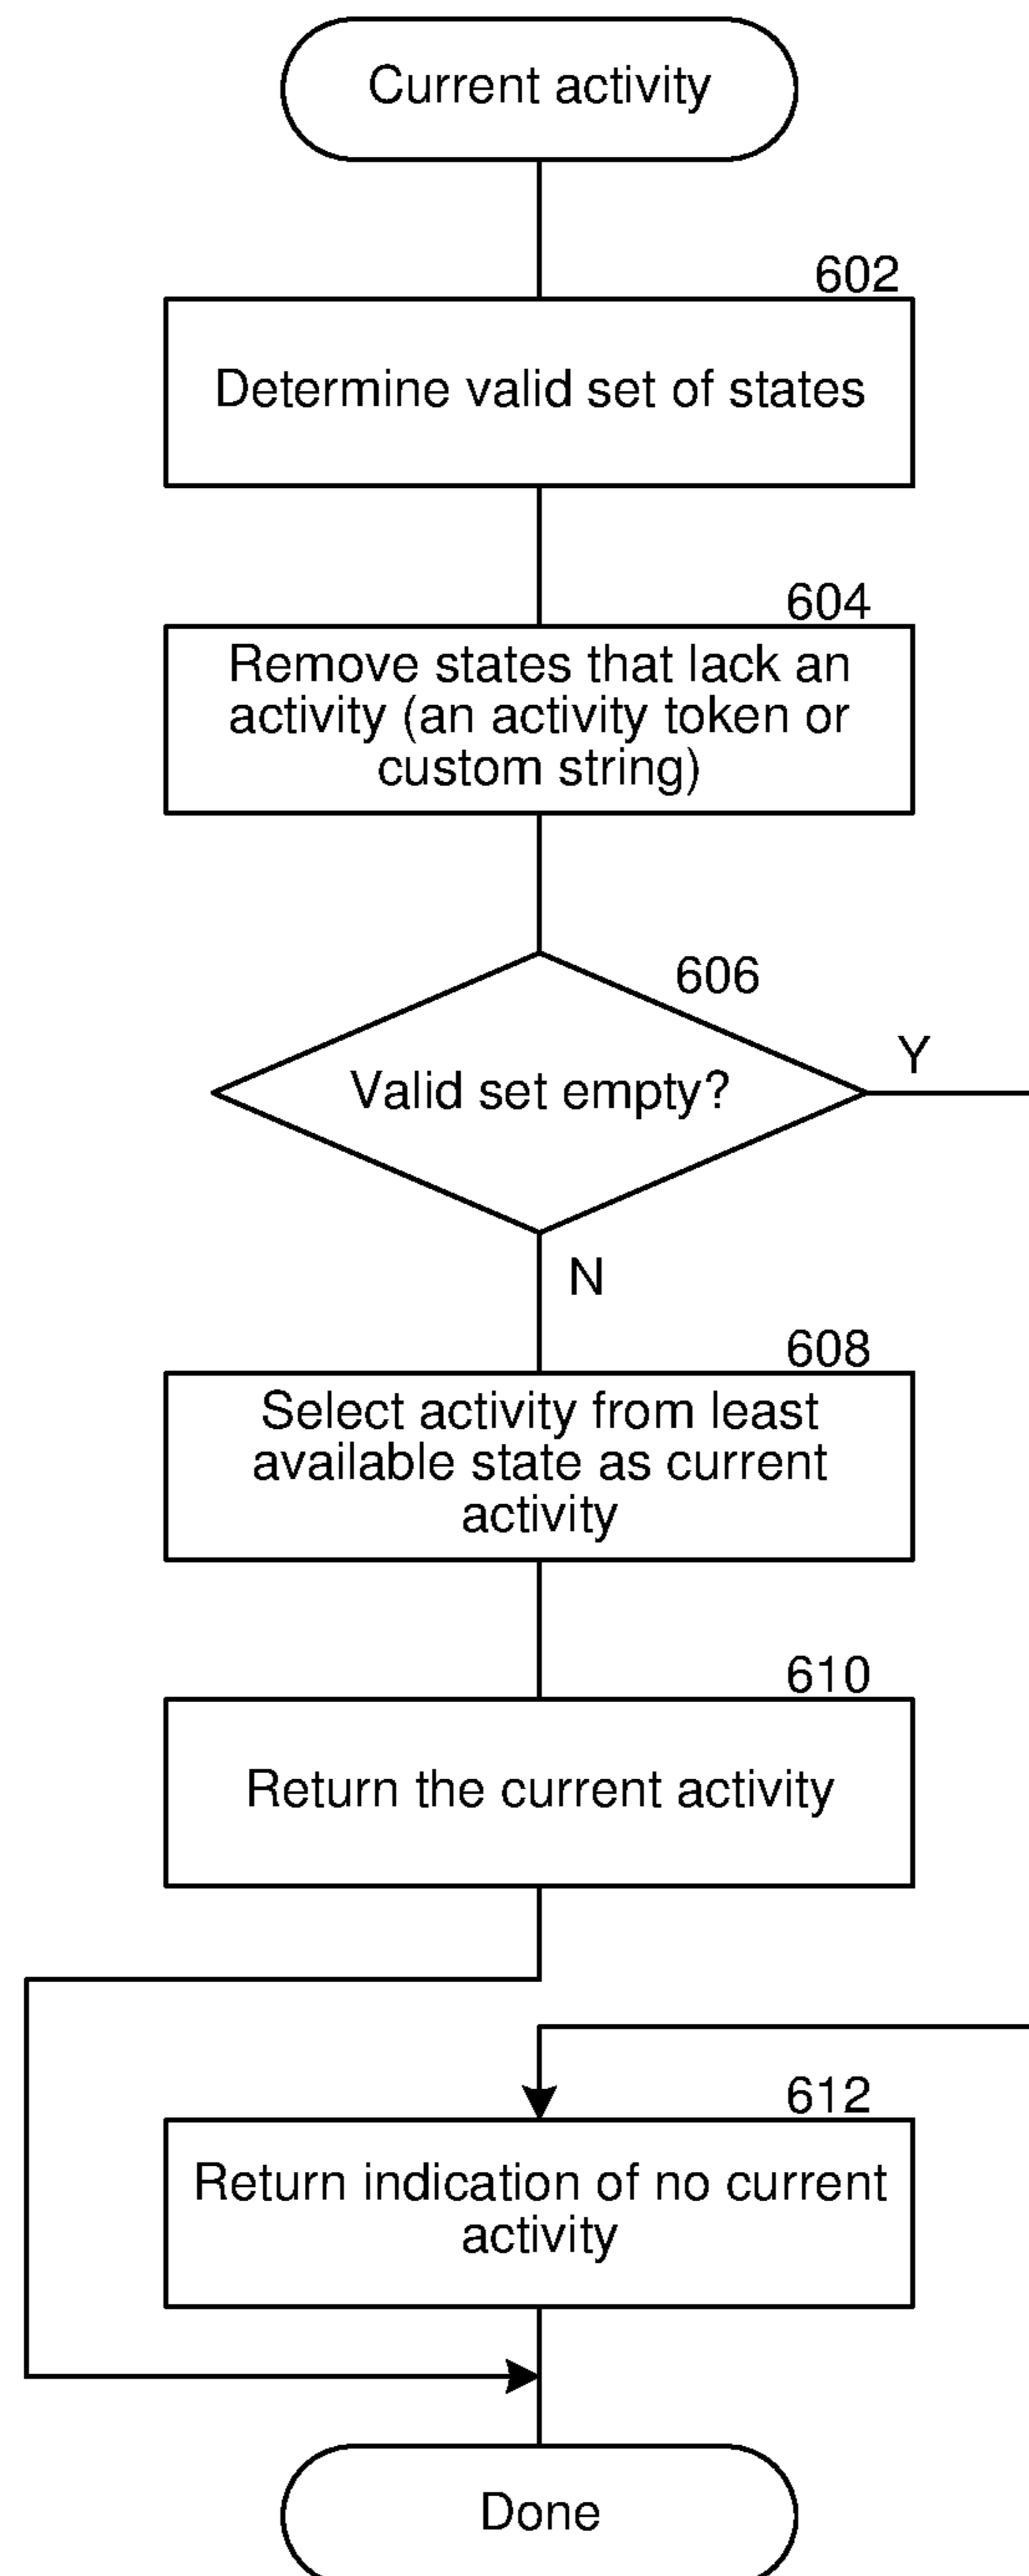 Current activity
602
Determine valid set of states
604
Remove states that lack an
activity (an activity token or
custom string)
606
Valid set empty?
Y
N
608
Select activity from least
available state as current
activity
610
Return the current activity
612
Return indication of no current
activity
Done